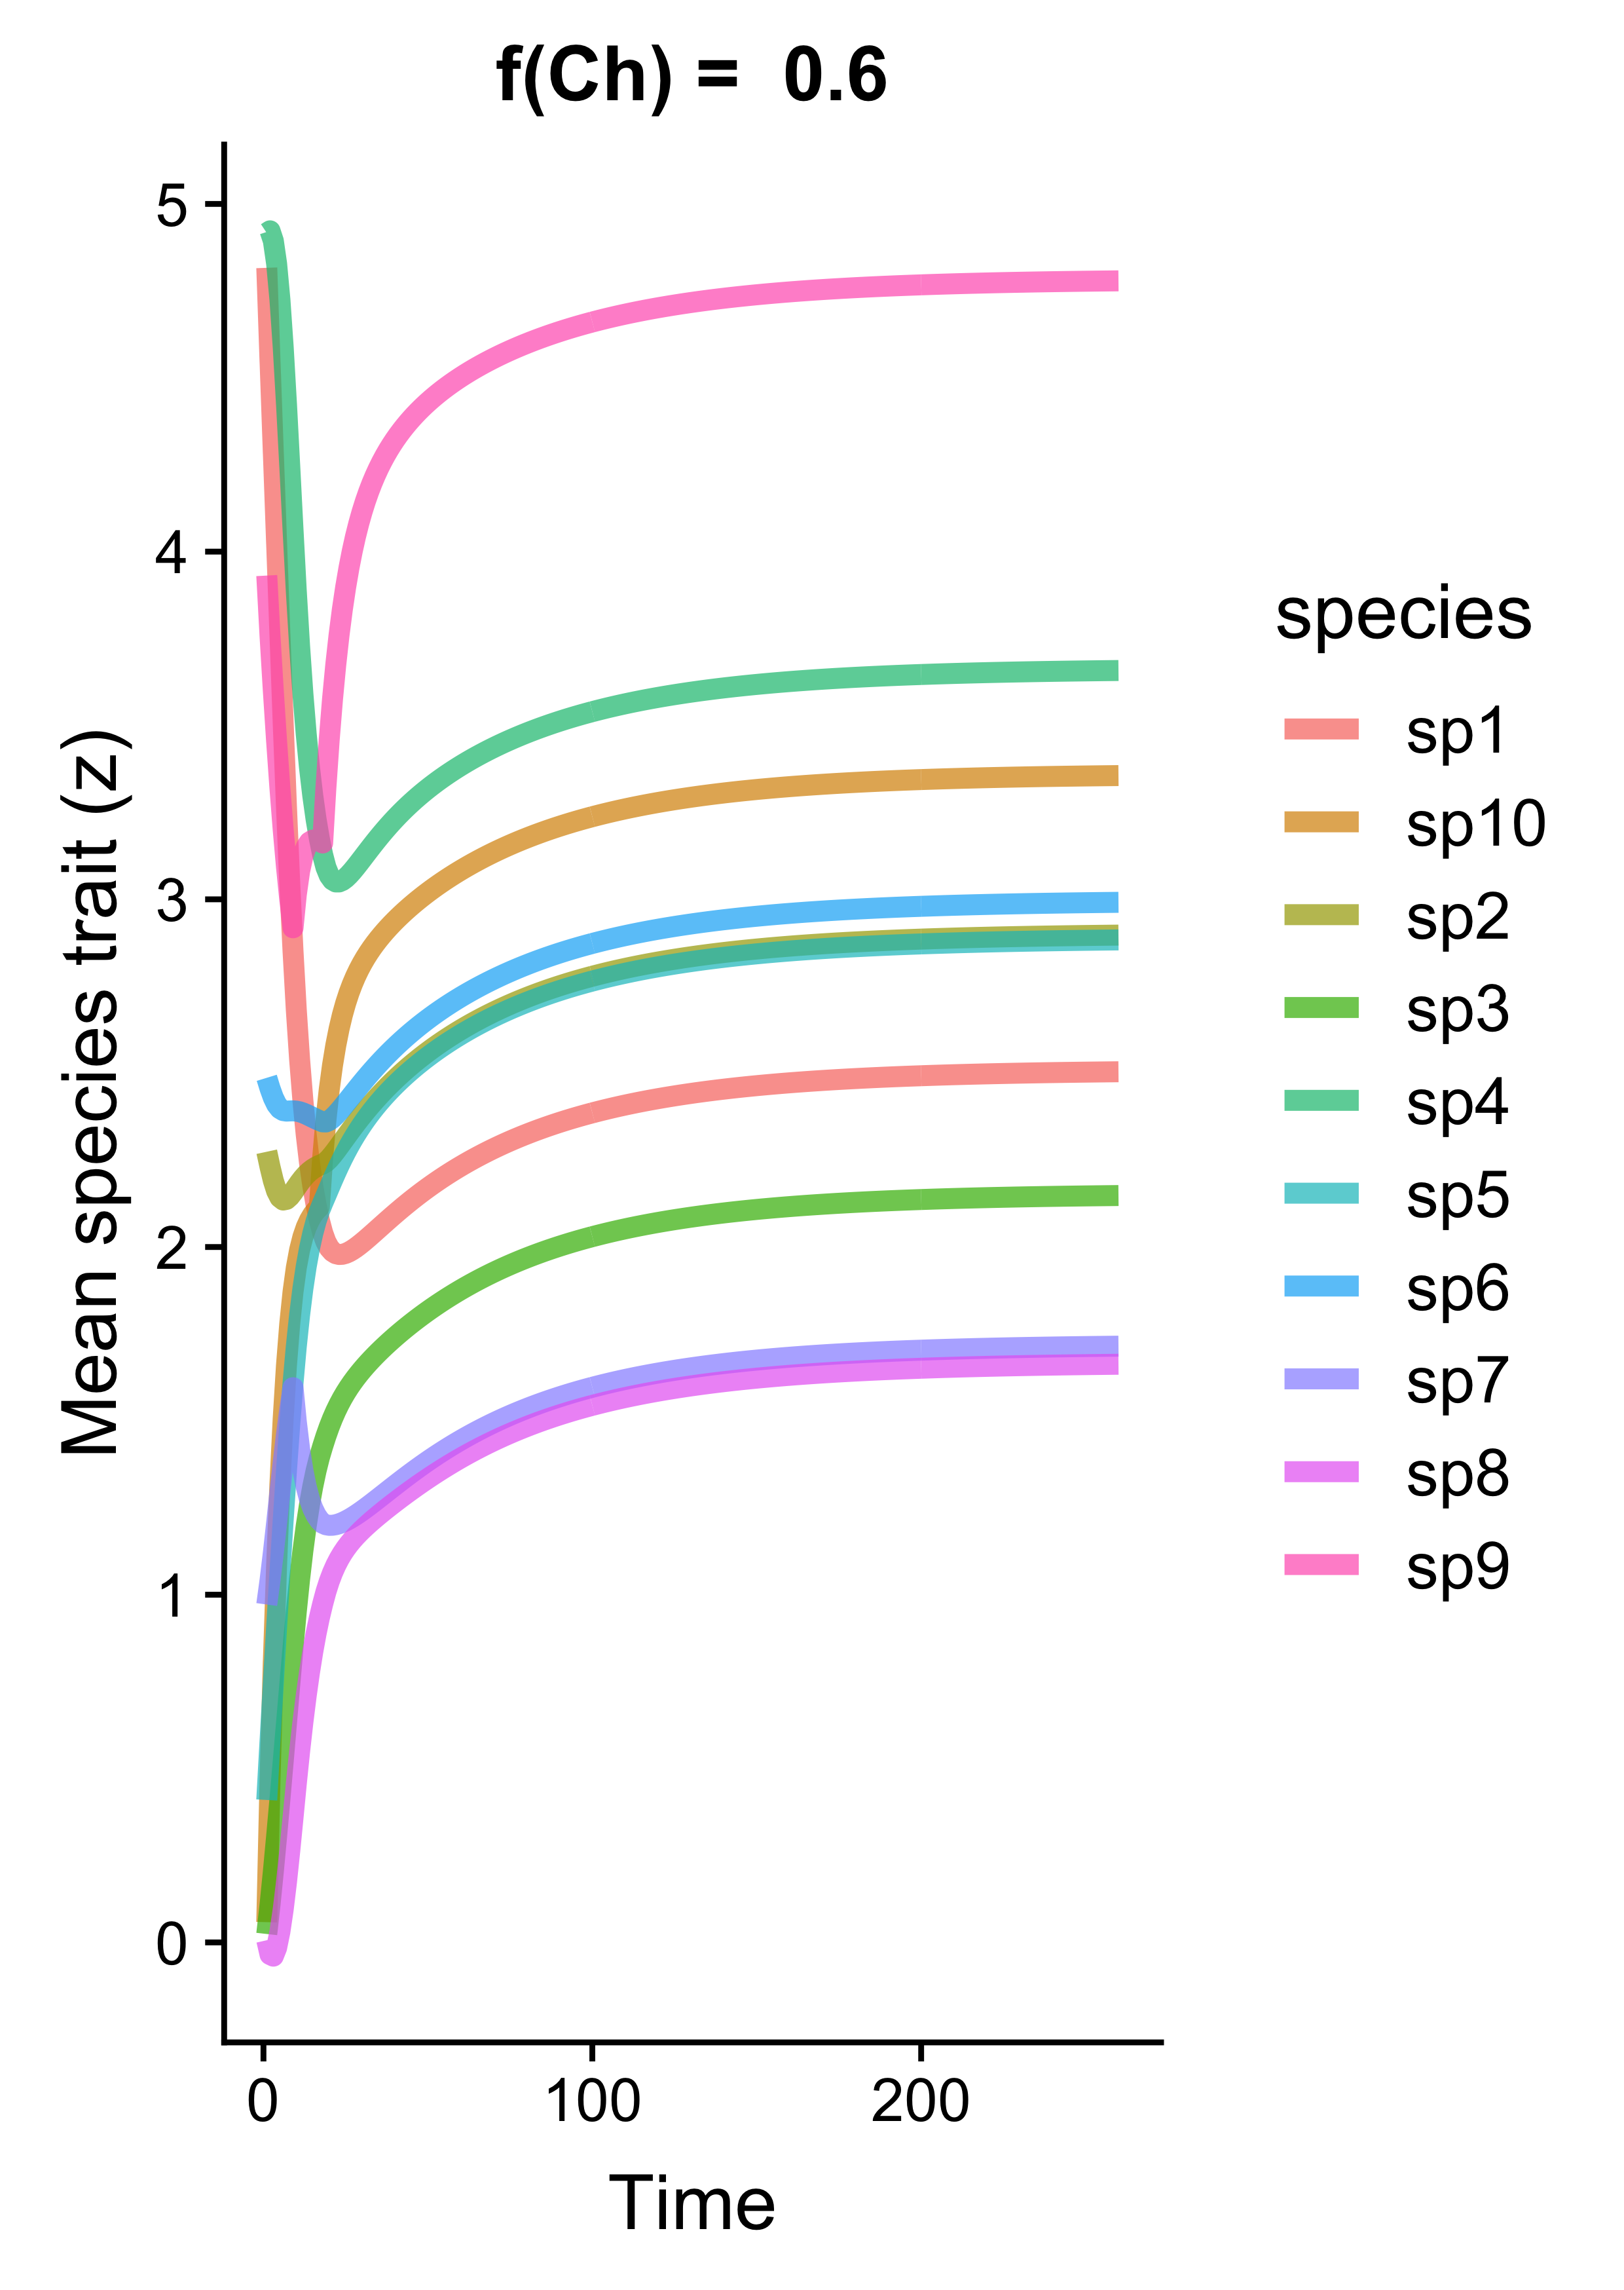 f(Ch) = 0.6
Mean species trait (z)
5
4
3
2
1
0
0 100 200
Time
species
sp1
sp10
sp2
sp3
sp4
sp5
sp6
sp7
sp8
sp9